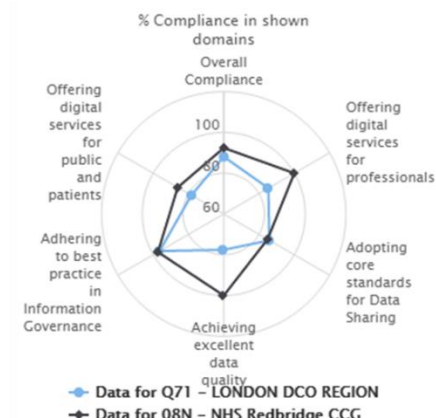 % Compliance in shown
domains
Overall
Compliance
Offering
digital
services
for
professionals
Adopting
core
standards
for Data
Sharing
Achieving
excellent
data
quality
Adhering
to best
practice
in
Information
Governance
Offering
digital
services
for
public
and
patients
100
80
60
Data for Q71 – LONDON DCO REGION
Data for 08N – NHS Redbridge CCG